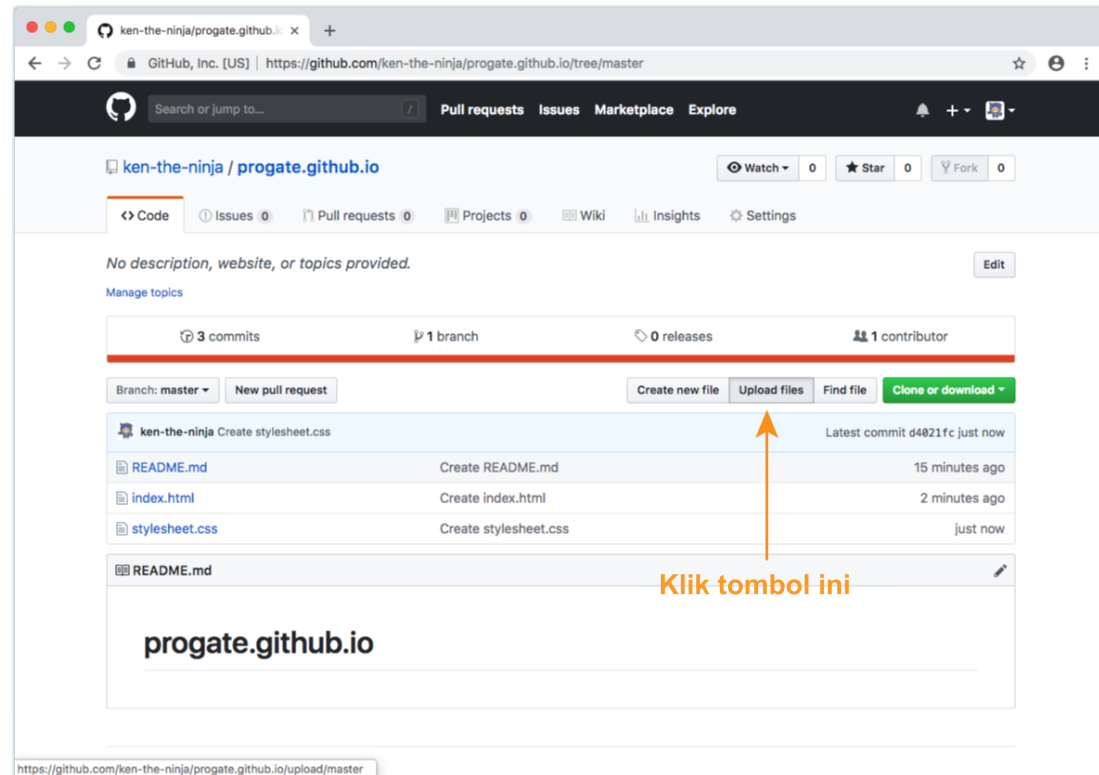 ken-the-ninja/progate.github.io
GitHub, Inc. [US] | https://github.com/ken-the-ninja/progate.github.io/tree/master
Search or jump to... / Pull requests Issues Marketplace Explore
ken-the-ninja / progate.github.io Watch 0 Star 0 Fork 0
Code Issues 0 Pull requests 0 Projects 0 Wiki Insights Settings
No description, website, or topics provided. Edit
Manage topics
3 commits 1 branch 0 releases 1 contributor
Branch: master New pull request Create new file Upload files Find file Clone or download
ken-the-ninja Create stylesheet.css Latest commit d4021fc just now
README.md Create README.md 15 minutes ago
index.html Create index.html 2 minutes ago
stylesheet.css Create stylesheet.css just now
README.md
Klik tombol ini
progate.github.io
https://github.com/ken-the-ninja/progate.github.io/upload/master